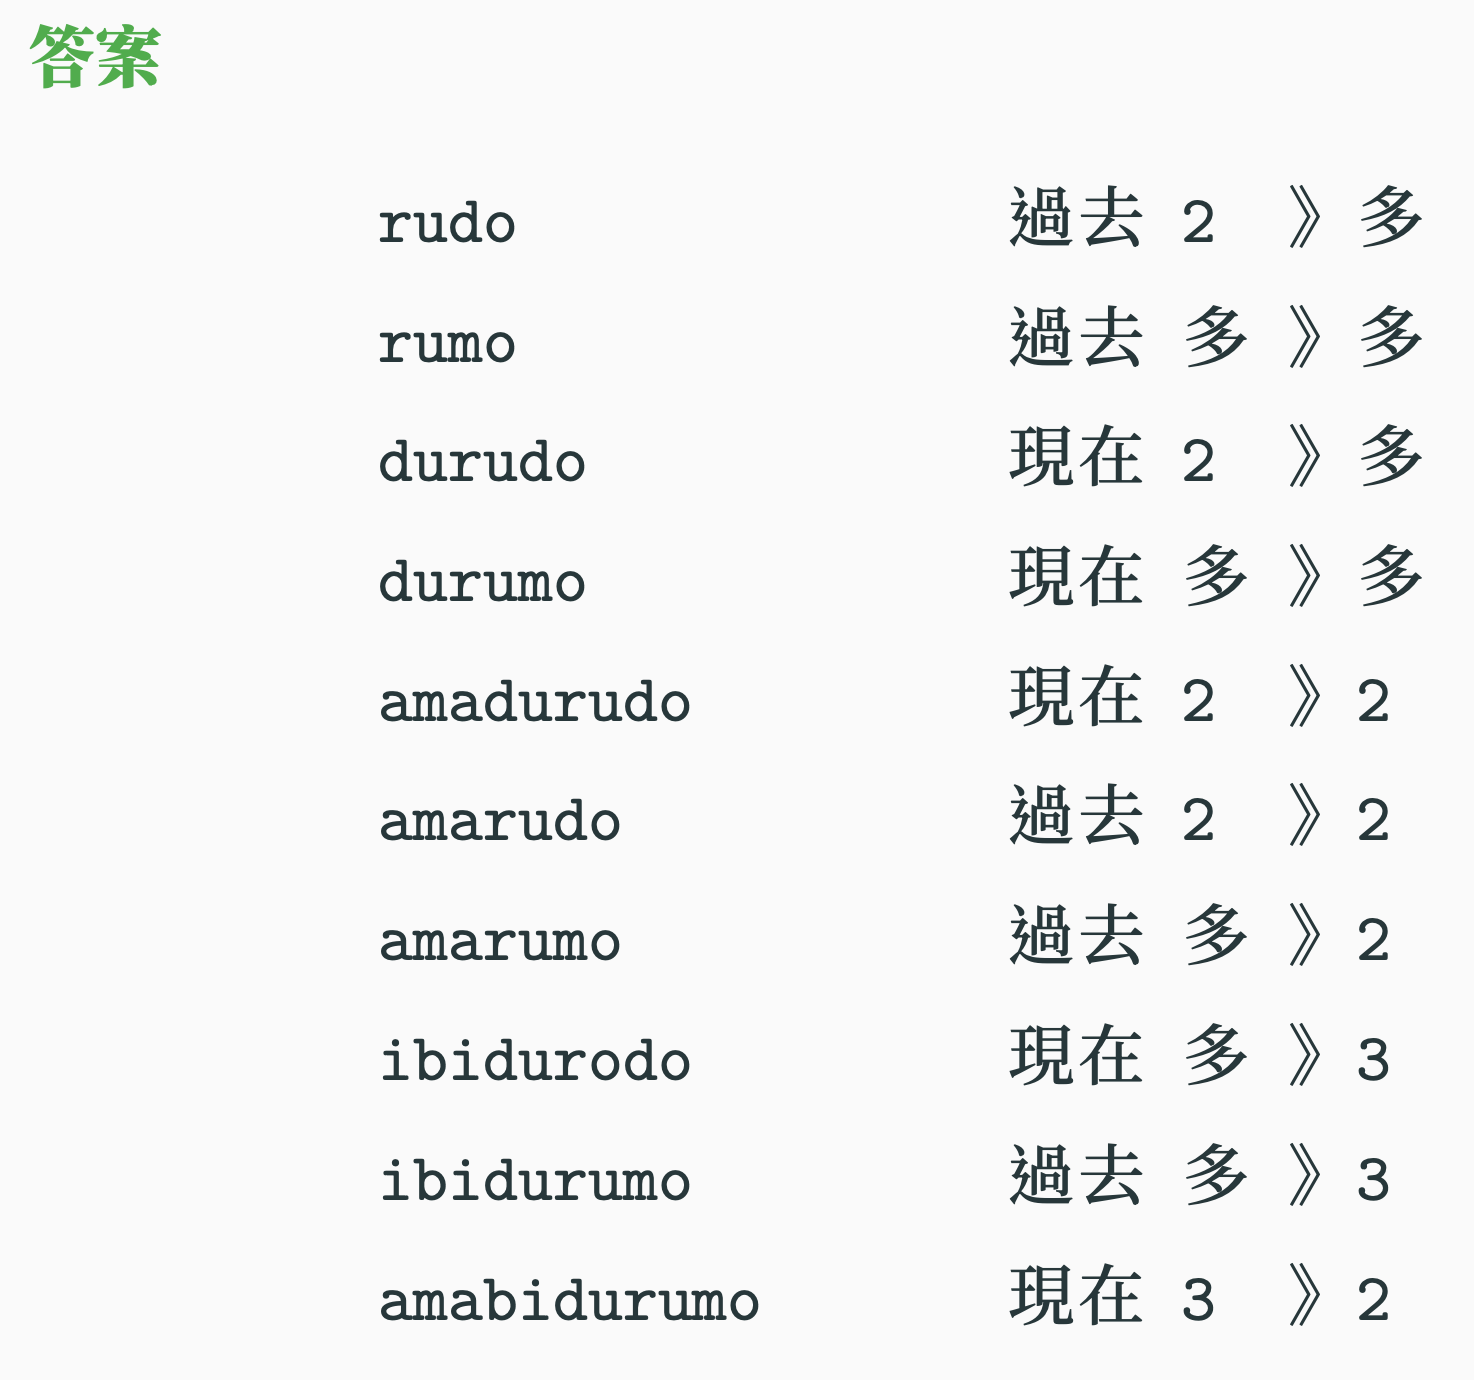 答案
rudo 過去 2 》多
rumo 過去 多 》多
durudo 現在 2 》多
durumo 現在 多 》多
amadurudo 現在 2 》2
amarudo 過去 2 》2
amarumo 過去 多 》2
ibidurodo 現在 多 》3
ibidurumo 過去 多 》3
amabidurumo 現在 3 》2